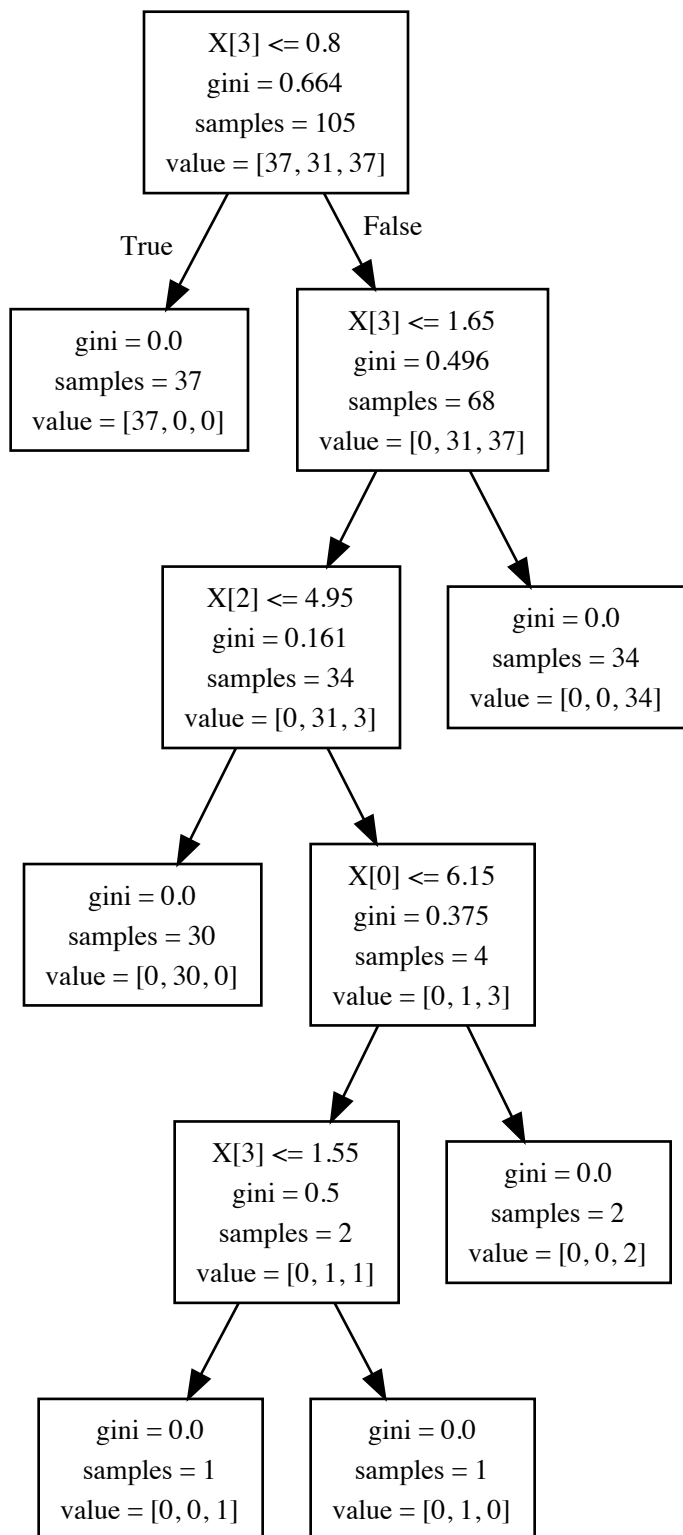 X[3] <= 0.8
gini = 0.664
samples = 105
value = [37, 31, 37]
True
False
gini = 0.0
samples = 37
value = [37, 0, 0]
X[3] <= 1.65
gini = 0.496
samples = 68
value = [0, 31, 37]
X[2] <= 4.95
gini = 0.161
samples = 34
value = [0, 31, 3]
gini = 0.0
samples = 34
value = [0, 0, 34]
gini = 0.0
samples = 30
value = [0, 30, 0]
X[0] <= 6.15
gini = 0.375
samples = 4
value = [0, 1, 3]
X[3] <= 1.55
gini = 0.5
samples = 2
value = [0, 1, 1]
gini = 0.0
samples = 2
value = [0, 0, 2]
gini = 0.0
samples = 1
value = [0, 0, 1]
gini = 0.0
samples = 1
value = [0, 1, 0]